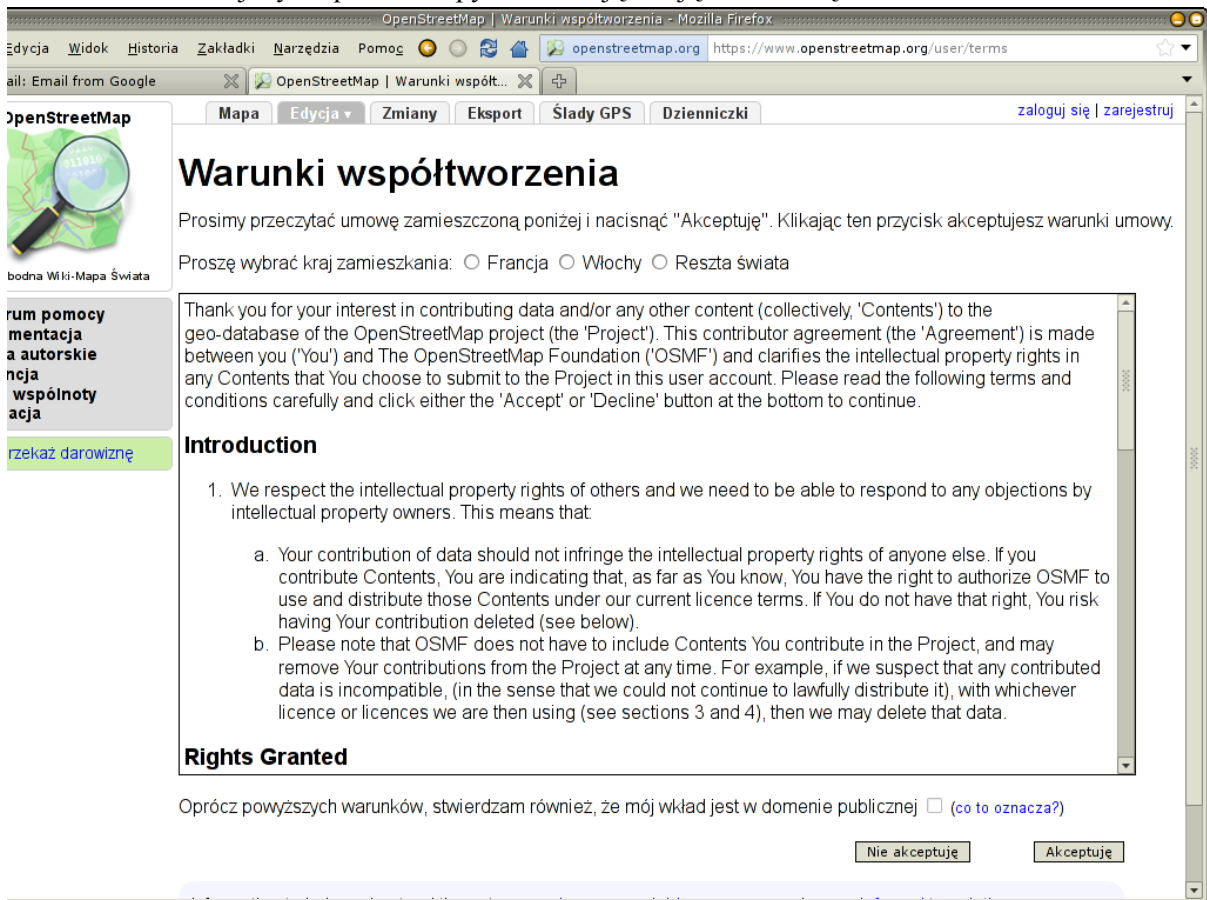 OpenStreetMap | Warunki współtworzenia - Mozilla Firefox
Edycja Widok Historia Zakładki Narzędzia Pomoc openstreetmap.org https://www.openstreetmap.org/user/terms
ail: Email from Google OpenStreetMap | Warunki współt...
OpenStreetMap Mapa Edycja Zmiany Eksport Ślady GPS Dzienniczki zaloguj się | zarejestruj
Warunki współtworzenia
Prosimy przeczytać umowę zamieszczoną poniżej i nacisnąć "Akceptuję". Klikając ten przycisk akceptujesz warunki umowy.
bodna Wiki-Mapa Świata
Proszę wybrać kraj zamieszkania: Francja Włochy Reszta świata
rum pomocy
mentacja
a autorskie
ncja
wspólnoty
acja
rzekaż darowiznę
Thank you for your interest in contributing data and/or any other content (collectively, 'Contents') to the
geo-database of the OpenStreetMap project (the 'Project'). This contributor agreement (the 'Agreement') is made
between you ('You') and The OpenStreetMap Foundation ('OSMF') and clarifies the intellectual property rights in
any Contents that You choose to submit to the Project in this user account. Please read the following terms and
conditions carefully and click either the 'Accept' or 'Decline' button at the bottom to continue.
Introduction
1. We respect the intellectual property rights of others and we need to be able to respond to any objections by
intellectual property owners. This means that:
a. Your contribution of data should not infringe the intellectual property rights of anyone else. If you
contribute Contents, You are indicating that, as far as You know, You have the right to authorize OSMF to
use and distribute those Contents under our current licence terms. If You do not have that right, You risk
having Your contribution deleted (see below).
b. Please note that OSMF does not have to include Contents You contribute in the Project, and may
remove Your contributions from the Project at any time. For example, if we suspect that any contributed
data is incompatible, (in the sense that we could not continue to lawfully distribute it), with whichever
licence or licences we are then using (see sections 3 and 4), then we may delete that data.
Rights Granted
Oprócz powyższych warunków, stwierdzam również, że mój wkład jest w domenie publicznej (co to oznacza?)
Nie akceptuję Akceptuję